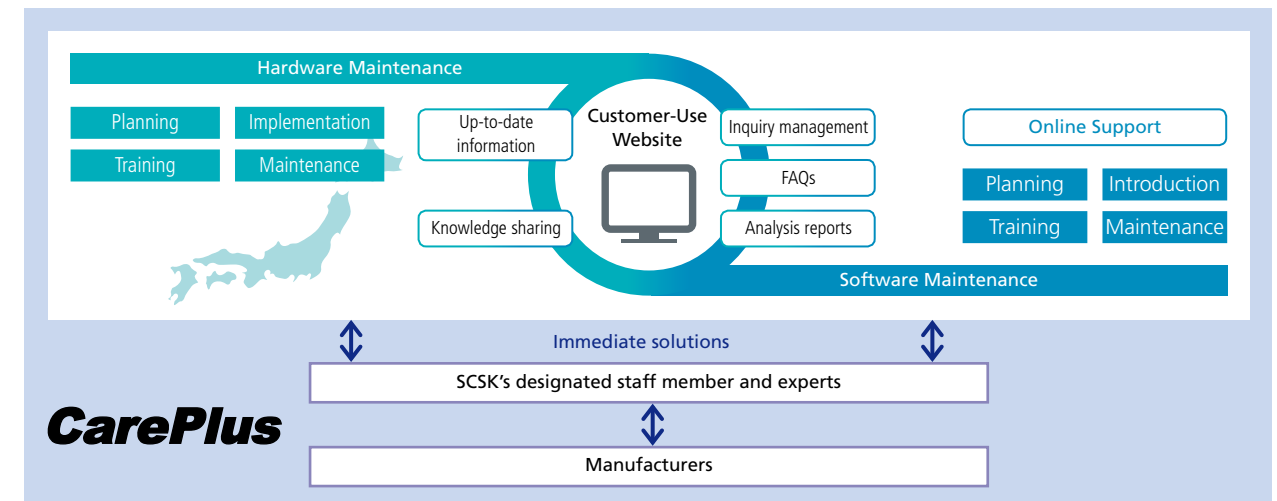 Hardware Maintenance
Planning
Implementation
Training
Maintenance
Up-to-date
information
Knowledge sharing
Customer-Use
Website
Inquiry management
FAQs
Analysis reports
Online Support
Planning
Introduction
Training
Maintenance
Software Maintenance
Immediate solutions
SCSK's designated staff member and experts
CarePlus
Manufacturers